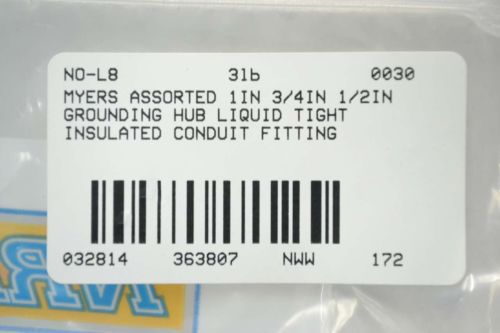 NO-L8 31b 0030
MYERS ASSORTED 1IN 3/4IN 1/2IN
GROUNDING HUB LIQUID TIGHT
INSULATED CONDUIT FITTING
032814 363807 NWW 172